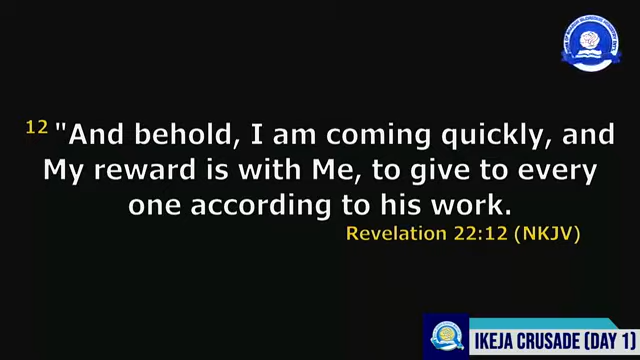 12 "And behold, I am coming quickly, and
My reward is with Me, to give to every
one according to his work.
Revelation 22:12 (NKJV)
IKEJA CRUSADE (DAY 1)